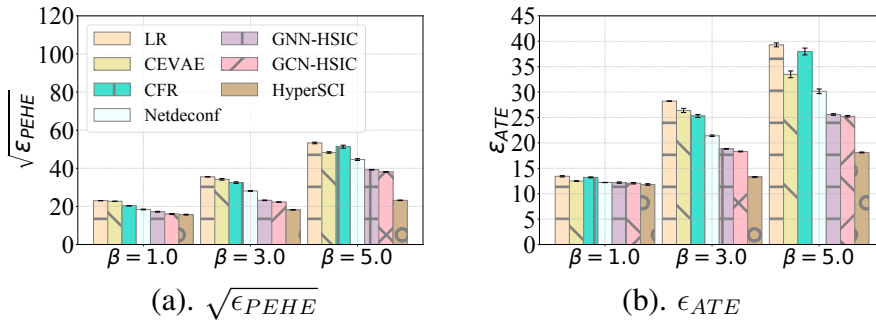 120
100
80
60
40
20
0
√ε_PEHE
LR
CEVAE
CFR
Netdeconf
GNN-HSIC
GCN-HSIC
HyperSCI
β = 1.0 β = 3.0 β = 5.0
(a). √ϵ_PEHE
45
40
35
30
25
20
15
10
5
0
ε_ATE
β = 1.0 β = 3.0 β = 5.0
(b). ϵ_ATE